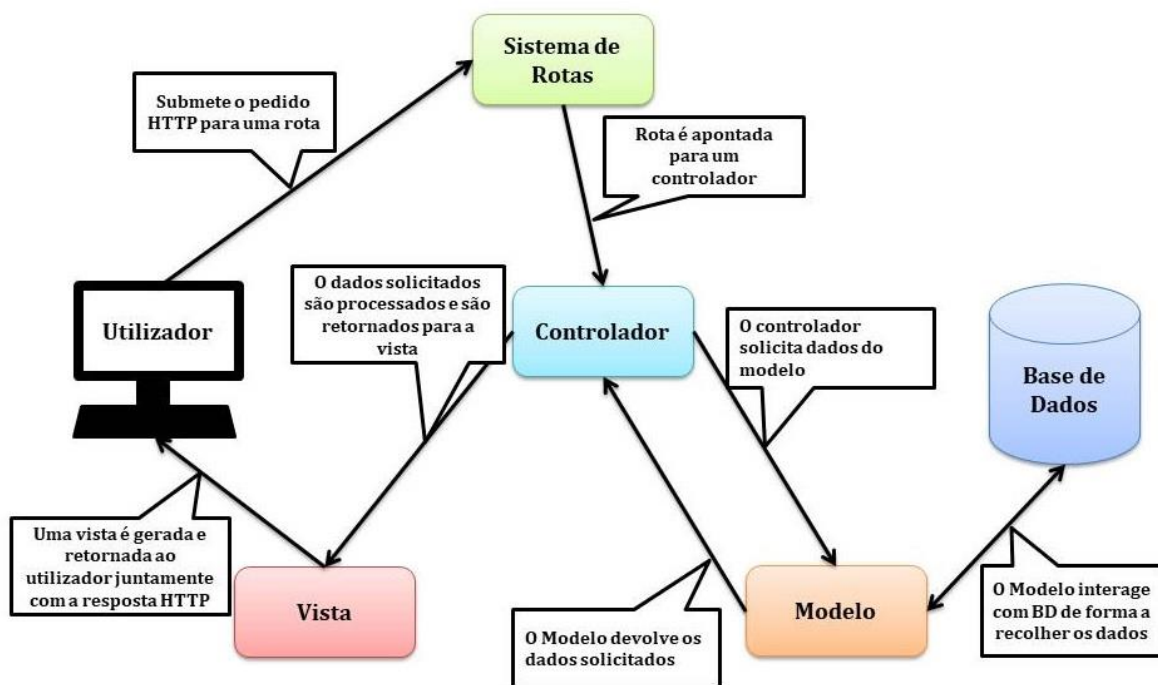 Sistema de
Rotas
Submete o pedido
HTTP para uma rota
Rota é apontada
para um
controlador
Utilizador
O dados solicitados
são processados e são
retornados para a
vista
Controlador
O controlador
solicita dados do
modelo
Base de
Dados
Uma vista é gerada e
retornada ao
utilizador juntamente
com a resposta HTTP
Vista
O Modelo devolve os
dados solicitados
Modelo
O Modelo interage
com BD de forma a
recolher os dados